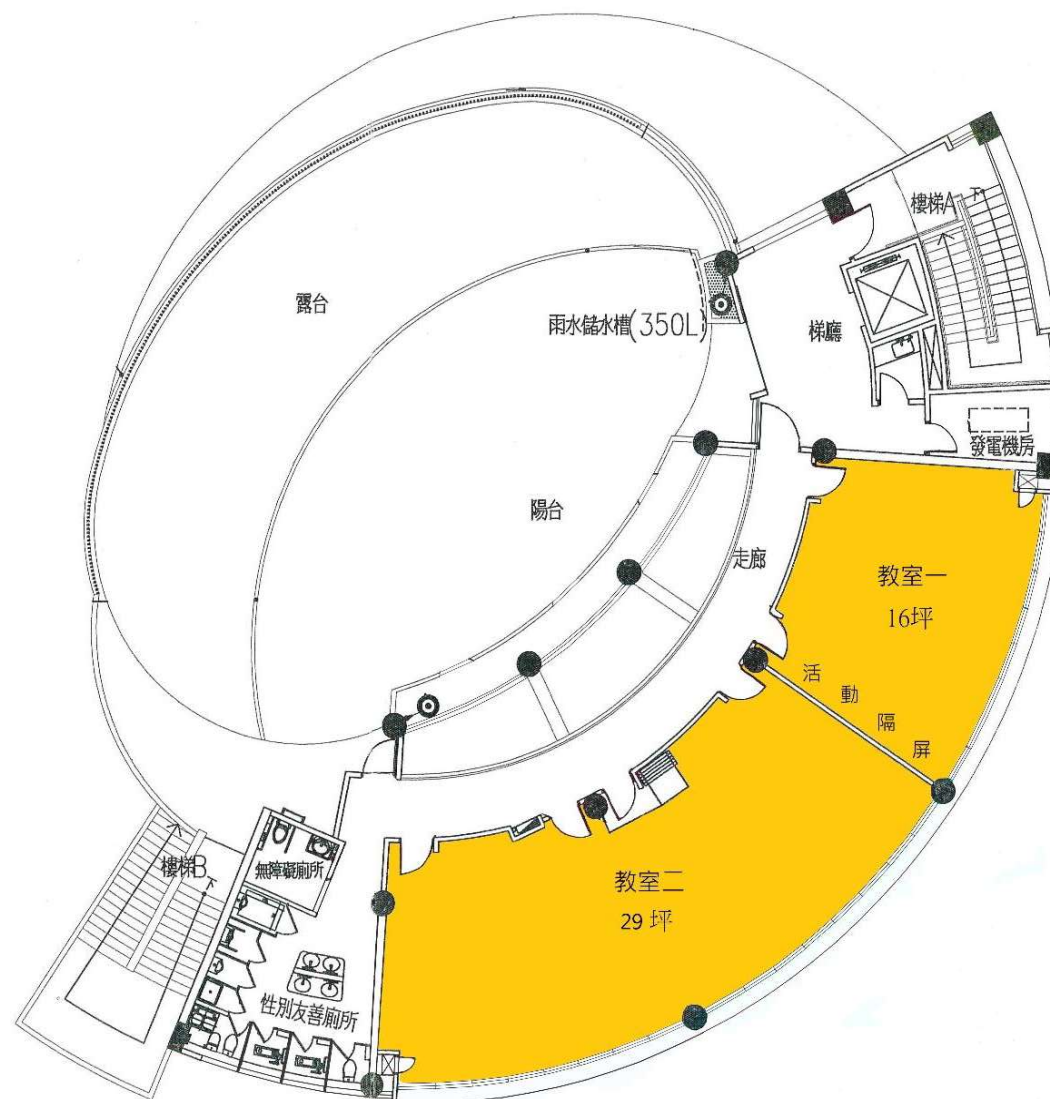 樓梯A
下
露台
雨水儲水槽(350L)
梯廳
發電機房
陽台
走廊
教室一
16坪
活動隔屏
樓梯B
下
無障礙廁所
教室二
29 坪
性別友善廁所